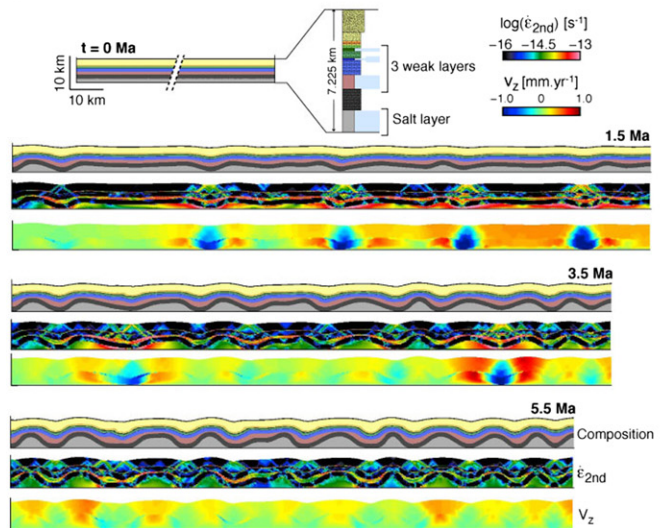 log(ε̇2nd) [s⁻¹]
t = 0 Ma
-16 -14.5 -13
10 km
10 km
7.225 km
3 weak layers
Salt layer
Vz [mm.yr⁻¹]
-1.0 0 1.0
1.5 Ma
3.5 Ma
5.5 Ma
Composition
ε̇2nd
Vz